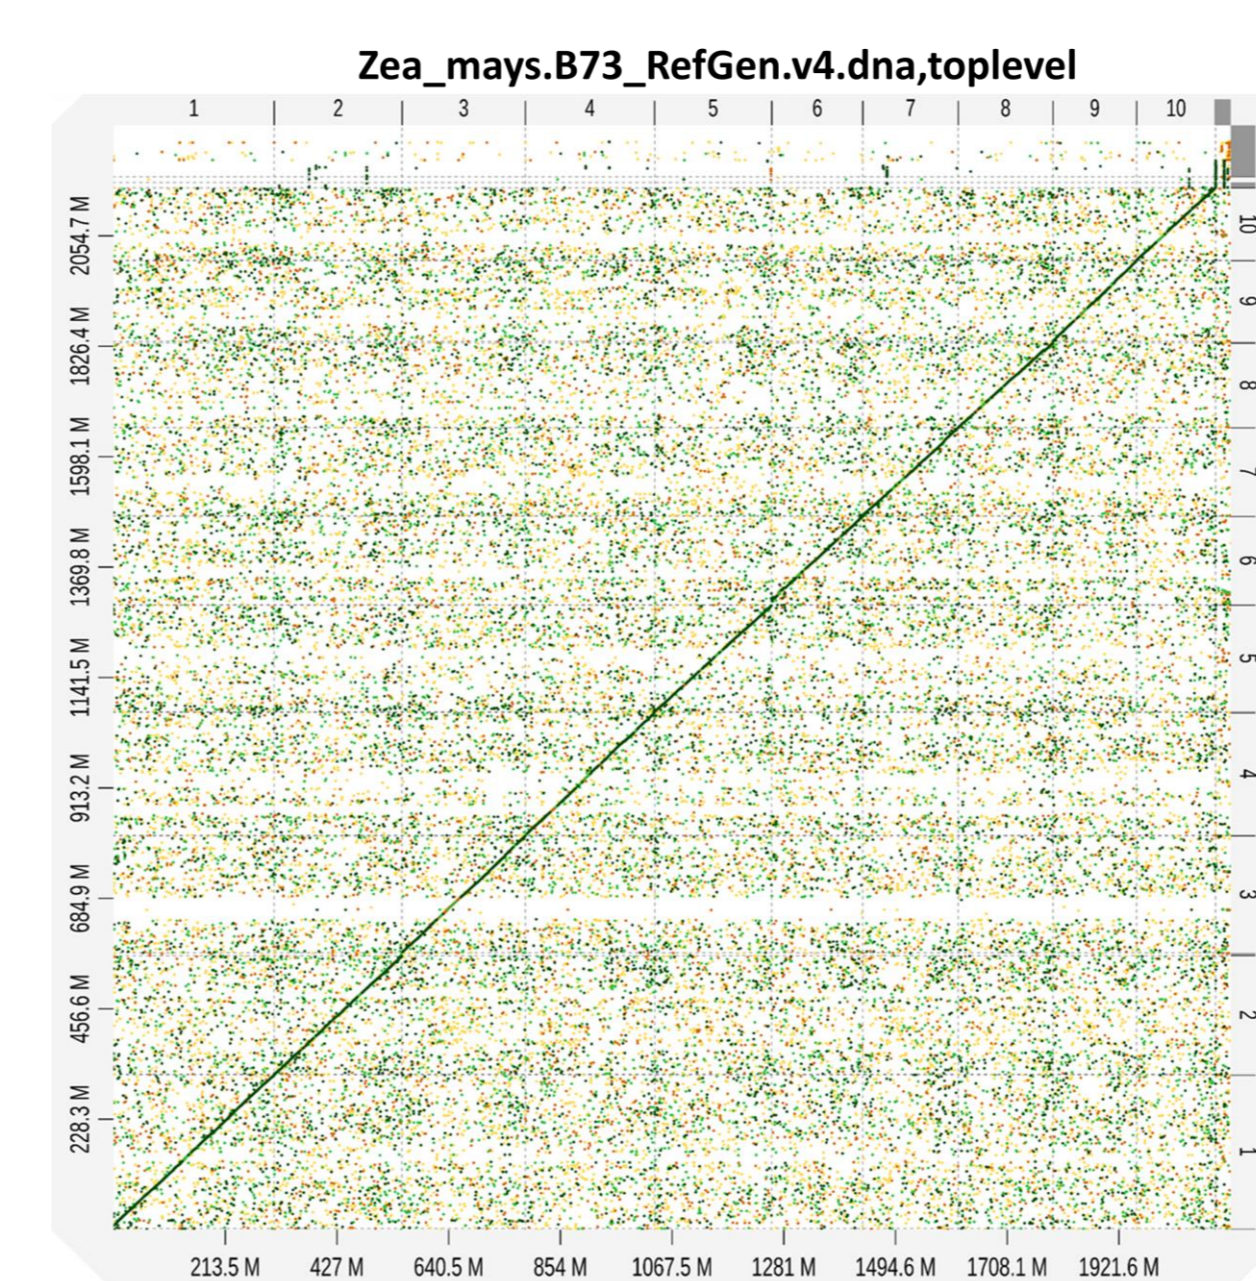 Zea_mays.B73_RefGen.v4.dna,toplevel
1 2 3 4 5 6 7 8 9 10
2054.7 M
1826.4 M
1598.1 M
1369.8 M
1141.5 M
913.2 M
684.9 M
456.6 M
228.3 M
10
9
8
7
6
5
4
3
2
1
213.5 M 427 M 640.5 M 854 M 1067.5 M 1281 M 1494.6 M 1708.1 M 1921.6 M